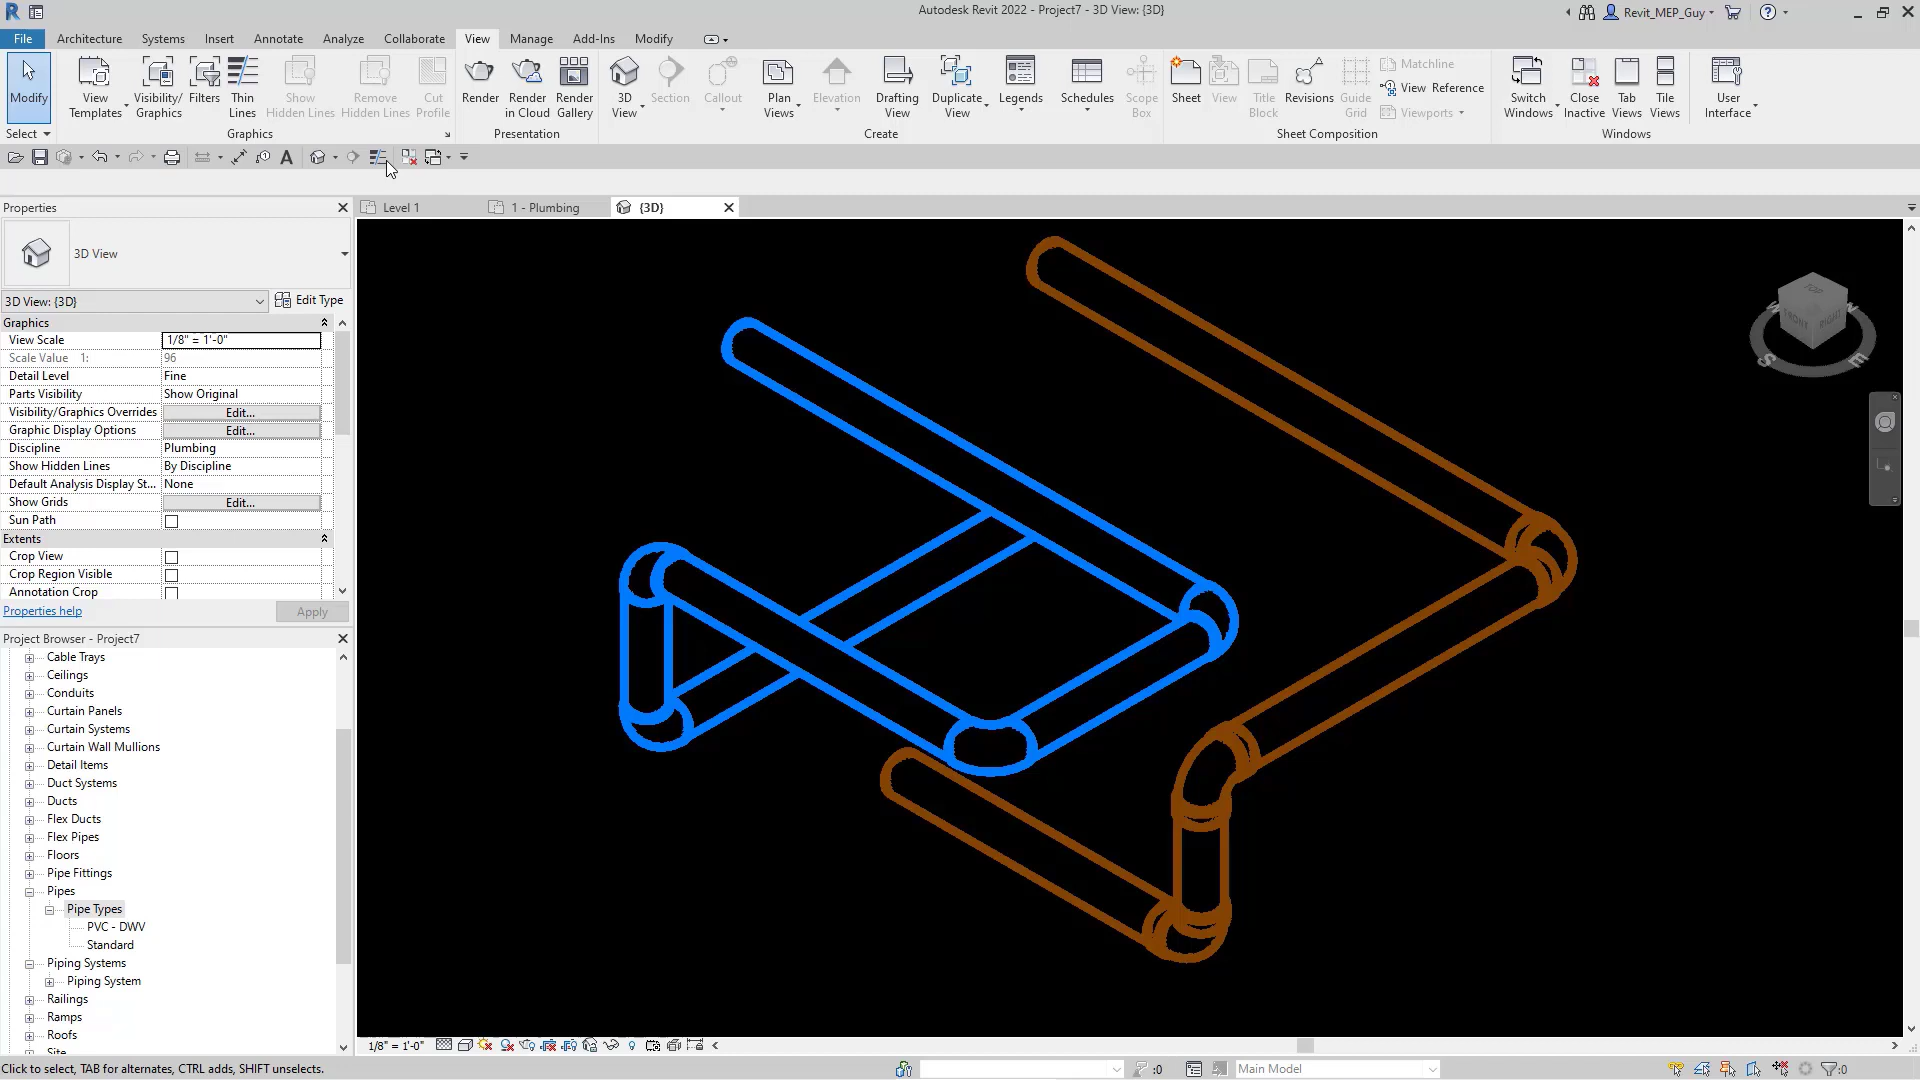 Autodesk Revit 2022 - Project7 - 3D View: {3D}
Revit_MEP_Guy
File Architecture Systems Insert Annotate Analyze Collaborate View Manage Add-Ins Modify
Modify
View Templates
Visibility/ Graphics
Filters
Thin Lines
Show Hidden Lines
Remove Hidden Lines
Cut Profile
Render
Render in Cloud
Render Gallery
3D View
Section
Callout
Plan Views
Elevation
Drafting View
Duplicate View
Legends
Schedules
Scope Box
Sheet
View
Title Block
Revisions
Guide Grid
Matchline
View Reference
Viewports
Switch Windows
Close Inactive
Tab Views
Tile Views
User Interface
Select Graphics Presentation Create Sheet Composition Windows
Properties
Level 1
1 - Plumbing
{3D}
3D View
3D View: {3D}
Edit Type
Graphics
View Scale 1/8" = 1'-0"
Scale Value 1: 96
Detail Level Fine
Parts Visibility Show Original
Visibility/Graphics Overrides Edit...
Graphic Display Options Edit...
Discipline Plumbing
Show Hidden Lines By Discipline
Default Analysis Display St... None
Show Grids Edit...
Sun Path
Extents
Crop View
Crop Region Visible
Annotation Crop
Properties help Apply
Project Browser - Project7
Cable Trays
Ceilings
Conduits
Curtain Panels
Curtain Systems
Curtain Wall Mullions
Detail Items
Duct Systems
Ducts
Flex Ducts
Flex Pipes
Floors
Pipe Fittings
Pipes
Pipe Types
PVC - DWV
Standard
Piping Systems
Piping System
Railings
Ramps
Roofs
Site
TOP
FRONT
RIGHT
W
N
S
E
1/8" = 1'-0"
Click to select, TAB for alternates, CTRL adds, SHIFT unselects.
:0
Main Model
:0